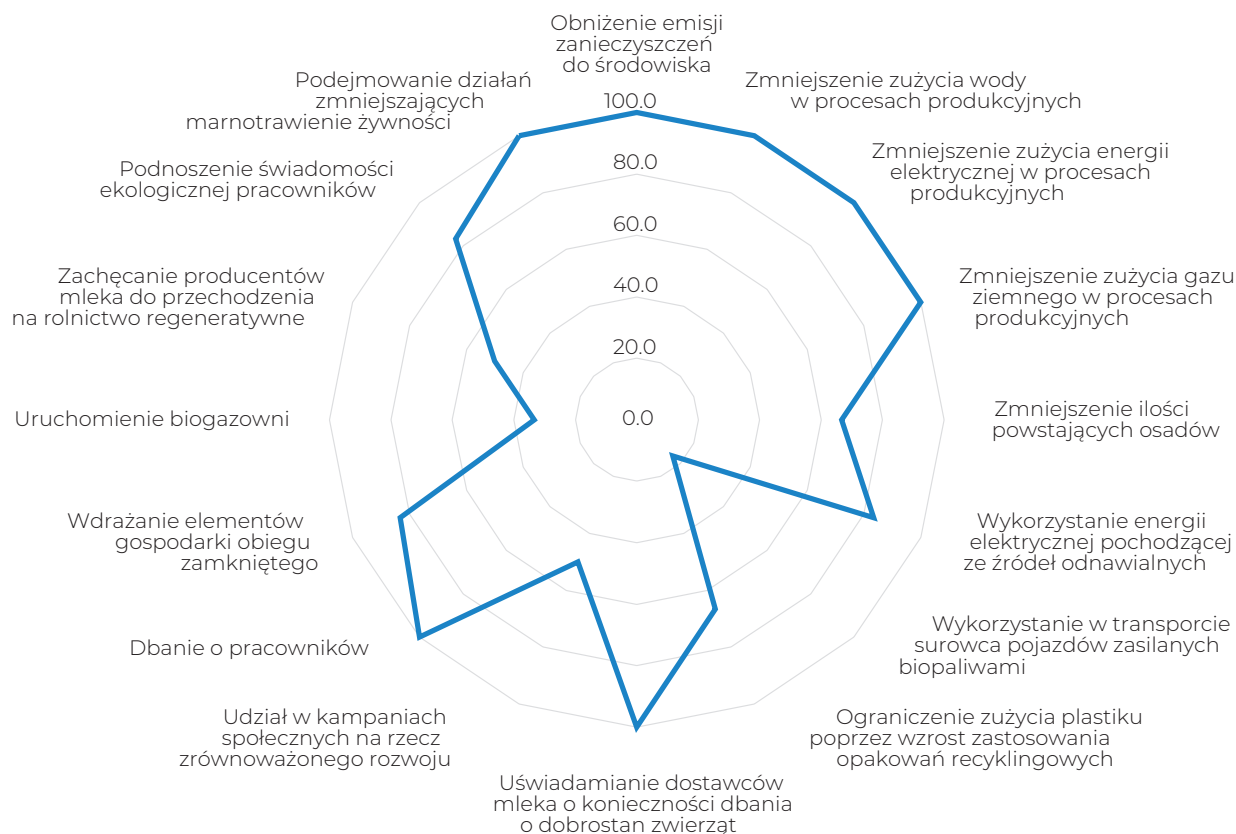 Obniżenie emisji
zanieczyszczeń
do środowiska
Zmniejszenie zużycia wody
w procesach produkcyjnych
Zmniejszenie zużycia energii
elektrycznej w procesach
produkcyjnych
Zmniejszenie zużycia gazu
ziemnego w procesach
produkcyjnych
Zmniejszenie ilości
powstających osadów
Wykorzystanie energii
elektrycznej pochodzącej
ze źródeł odnawialnych
Wykorzystanie w transporcie
surowca pojazdów zasilanych
biopaliwami
Ograniczenie zużycia plastiku
poprzez wzrost zastosowania
opakowań recyklingowych
Uświadamianie dostawców
mleka o konieczności dbania
o dobrostan zwierząt
Udział w kampaniach
społecznych na rzecz
zrównoważonego rozwoju
Dbanie o pracowników
Wdrażanie elementów
gospodarki obiegu
zamkniętego
Uruchomienie biogazowni
Zachęcanie producentów
mleka do przechodzenia
na rolnictwo regeneratywne
Podnoszenie świadomości
ekologicznej pracowników
Podejmowanie działań
zmniejszających
marnotrawienie żywności
100.0
80.0
60.0
40.0
20.0
0.0